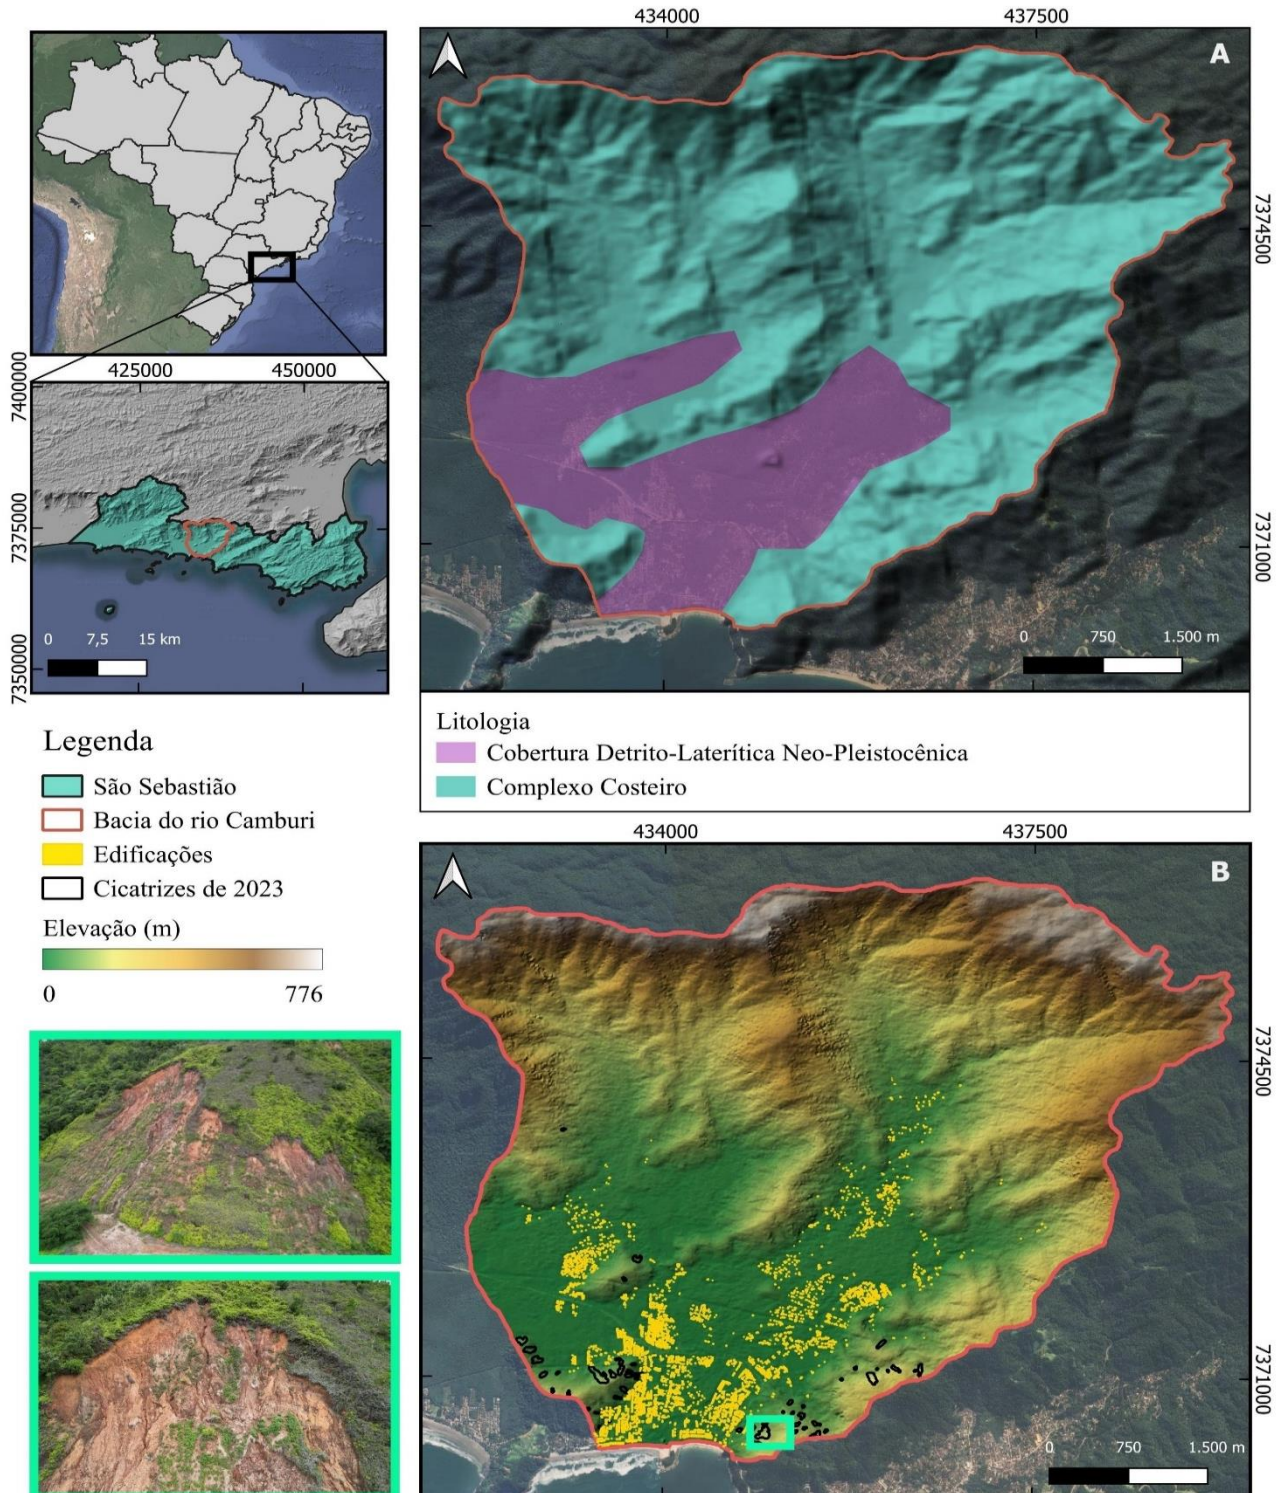 434000
437500
A
7374500
7371000
0
750
1.500 m
425000
450000
7400000
7375000
7350000
0
7,5
15 km
Litologia
Cobertura Detrito-Laterítica Neo-Pleistocênica
Complexo Costeiro
Legenda
São Sebastião
Bacia do rio Camburi
Edificações
Cicatrizes de 2023
Elevação (m)
0
776
434000
437500
B
7374500
7371000
0
750
1.500 m